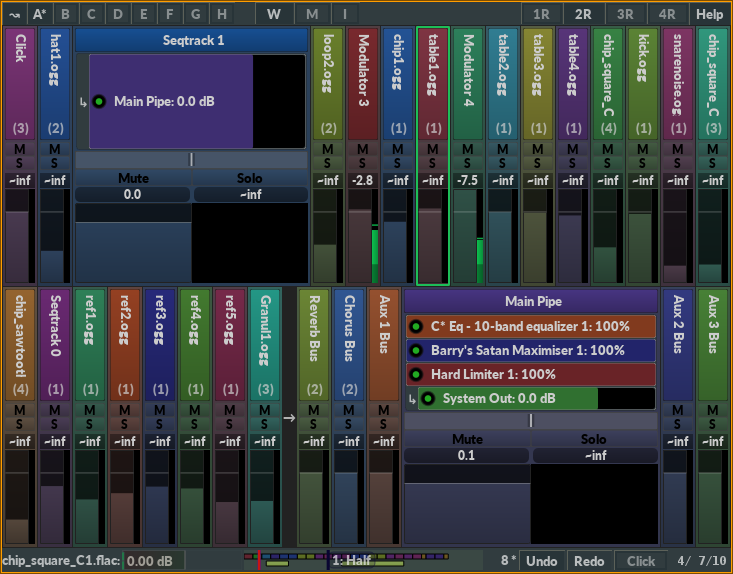 A* B C D E F G H W M I 1R 2R 3R 4R Help
Click (3) M S -inf
hat1.ogg (2) M S -inf
Seqtrack 1
Main Pipe: 0.0 dB
Mute Solo
0.0 -inf
loop2.ogg (2) M S -inf
Modulator 3 M S -2.8
chip1.ogg (1) M S -inf
table1.ogg (1) M S -inf
Modulator 4 M S -7.5
table2.ogg (1) M S -inf
table3.ogg (1) M S -inf
table4.ogg (1) M S -inf
chip_square_C (4) M S -inf
kick.ogg (1) M S -inf
snarenoise.og (1) M S -inf
chip_square_C (3) M S -inf
chip_sawtootl (4) M S -inf
Seqtrack 0 (1) M S -inf
ref1.ogg (1) M S -inf
ref2.ogg (1) M S -inf
ref3.ogg (1) M S -inf
ref4.ogg (1) M S -inf
ref5.ogg (1) M S -inf
Granul1.ogg (3) M S -inf
Reverb Bus (2) M S -inf
Chorus Bus (2) M S -inf
Aux 1 Bus M S -inf
Main Pipe
C* Eq - 10-band equalizer 1: 100%
Barry's Satan Maximiser 1: 100%
Hard Limiter 1: 100%
System Out: 0.0 dB
Mute Solo
0.1 -inf
Aux 2 Bus M S -inf
Aux 3 Bus M S -inf
chip_square_C1.flac: 0.00 dB 1: Half 8* Undo Redo Click 4/ 7/10